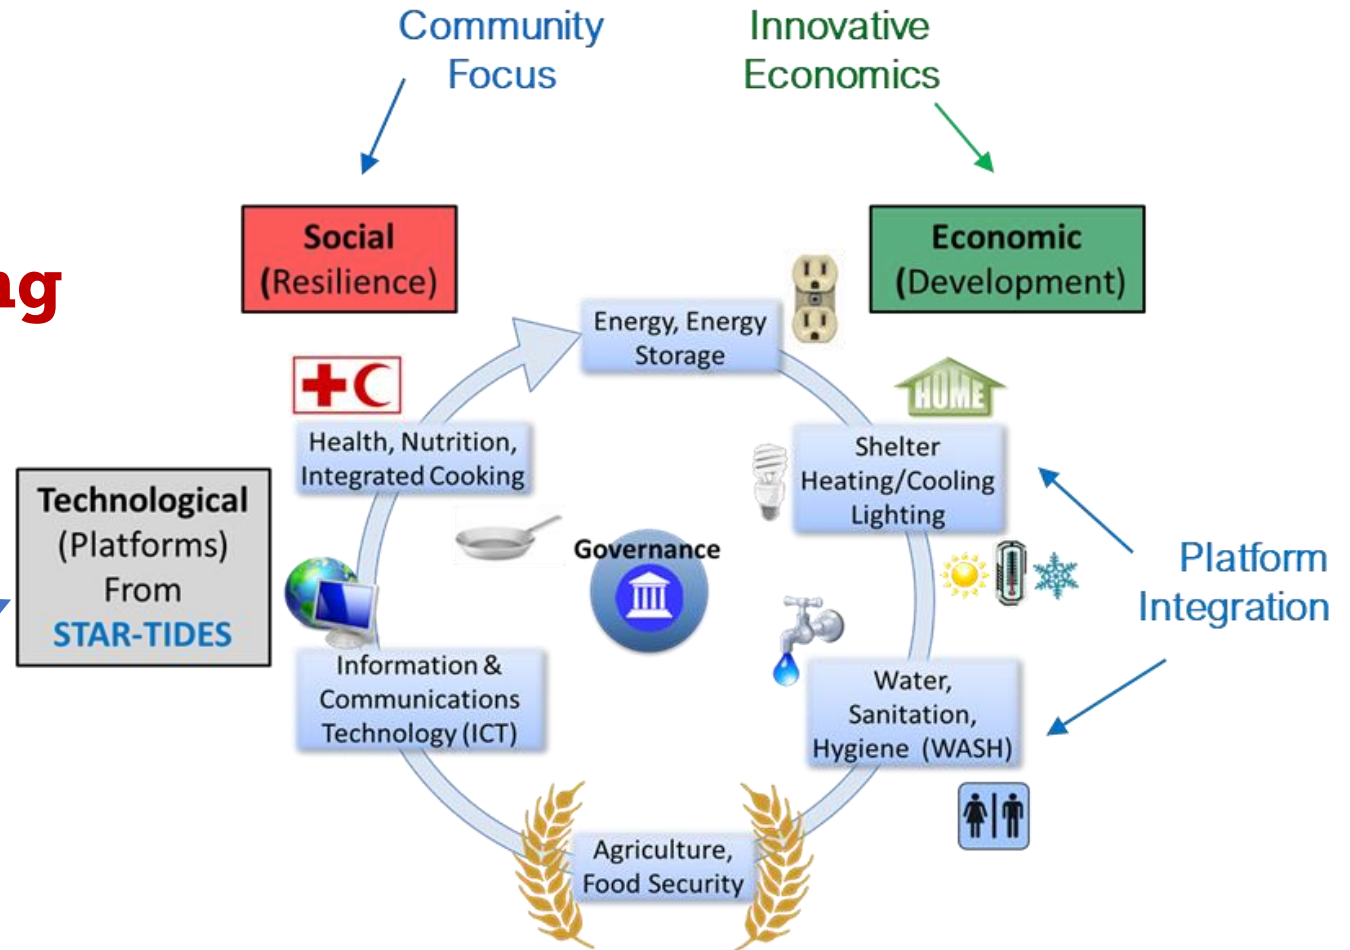 Community
Focus
Innovative
Economics
Social
(Resilience)
Economic
(Development)
ng
Energy, Energy
Storage
HOME
Health, Nutrition,
Integrated Cooking
Shelter
Heating/Cooling
Lighting
Technological
(Platforms)
From
STAR-TIDES
Governance
Platform
Integration
Information &
Communications
Technology (ICT)
Water,
Sanitation,
Hygiene (WASH)
Agriculture,
Food Security